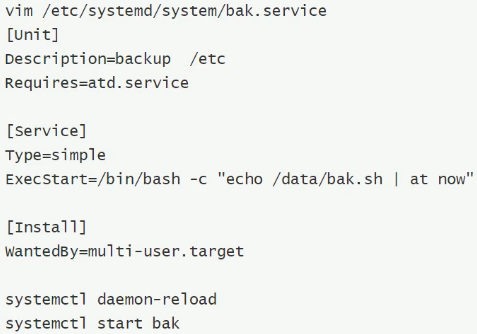 vim /etc/systemd/system/bak.service
[Unit]
Description=backup  /etc
Requires=atd.service

[Service]
Type=simple
ExecStart=/bin/bash -c "echo /data/bak.sh | at now"

[Install]
WantedBy=multi-user.target

systemctl daemon-reload
systemctl start bak